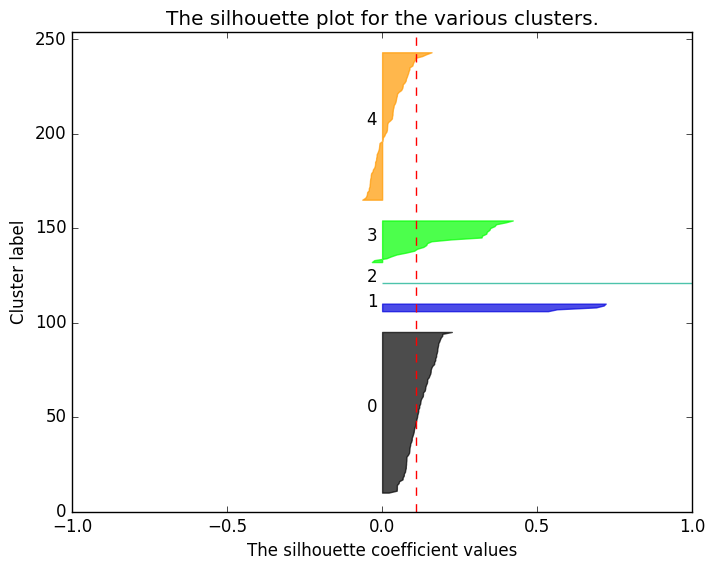 The silhouette plot for the various clusters.
250
200
150
100
50
0
Cluster label
4
3
2
1
0
−1.0 −0.5 0.0 0.5 1.0
The silhouette coefficient values